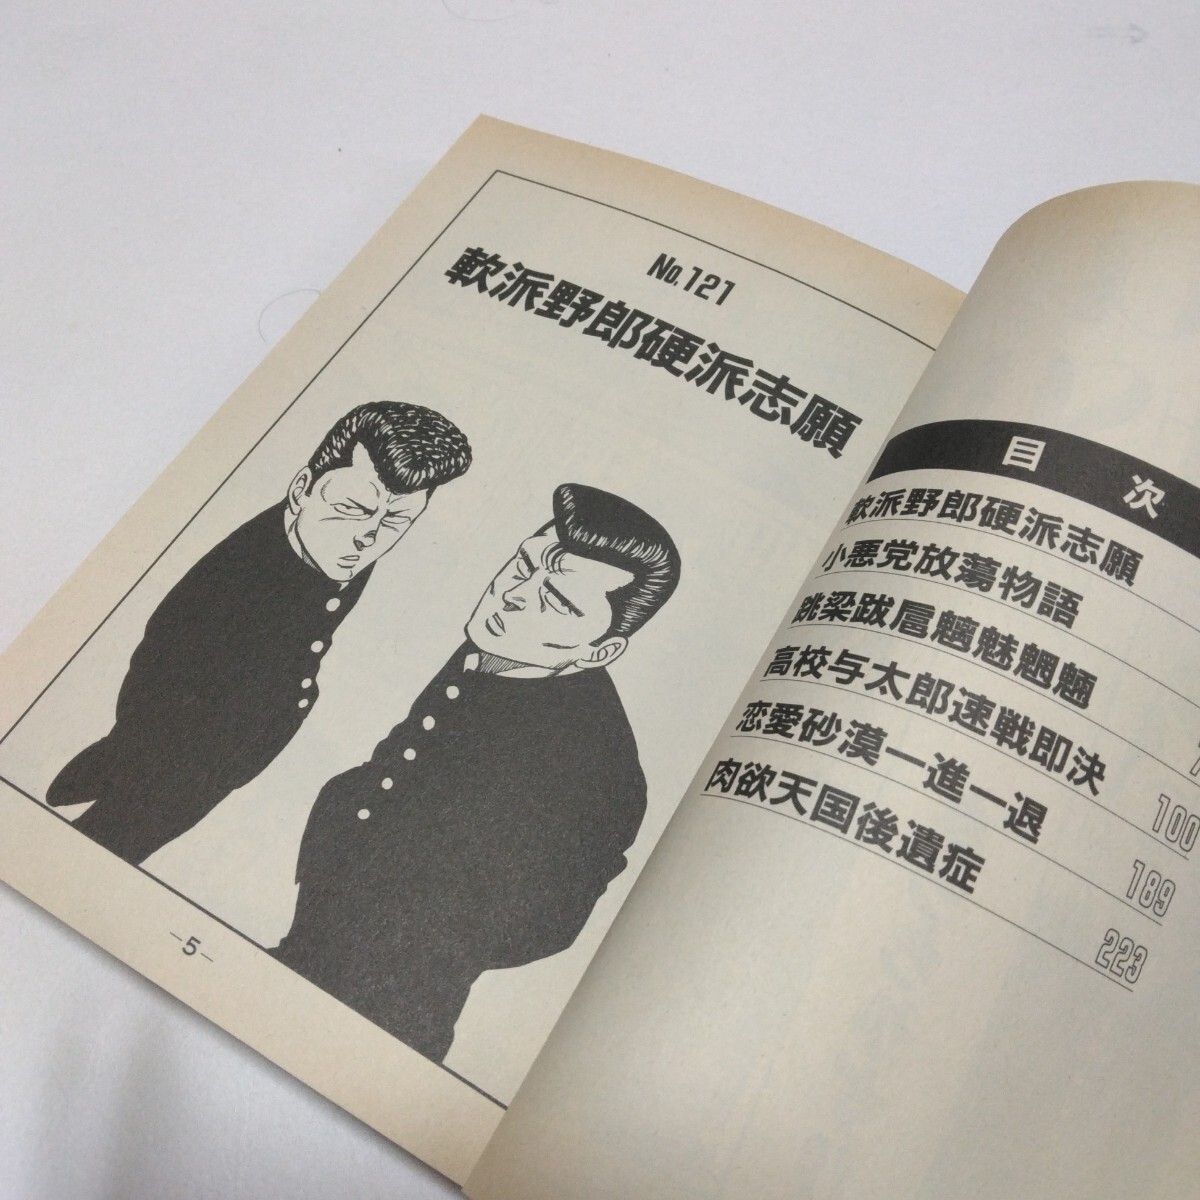 No.121
軟派野郎硬派志願
-5-
目 次
軟派野郎硬派志願
小悪党放蕩物語
跳梁跋扈魑魅魍魎
高校与太郎速戦即決
100
恋愛砂漠一進一退
189
肉欲天国後遺症
223